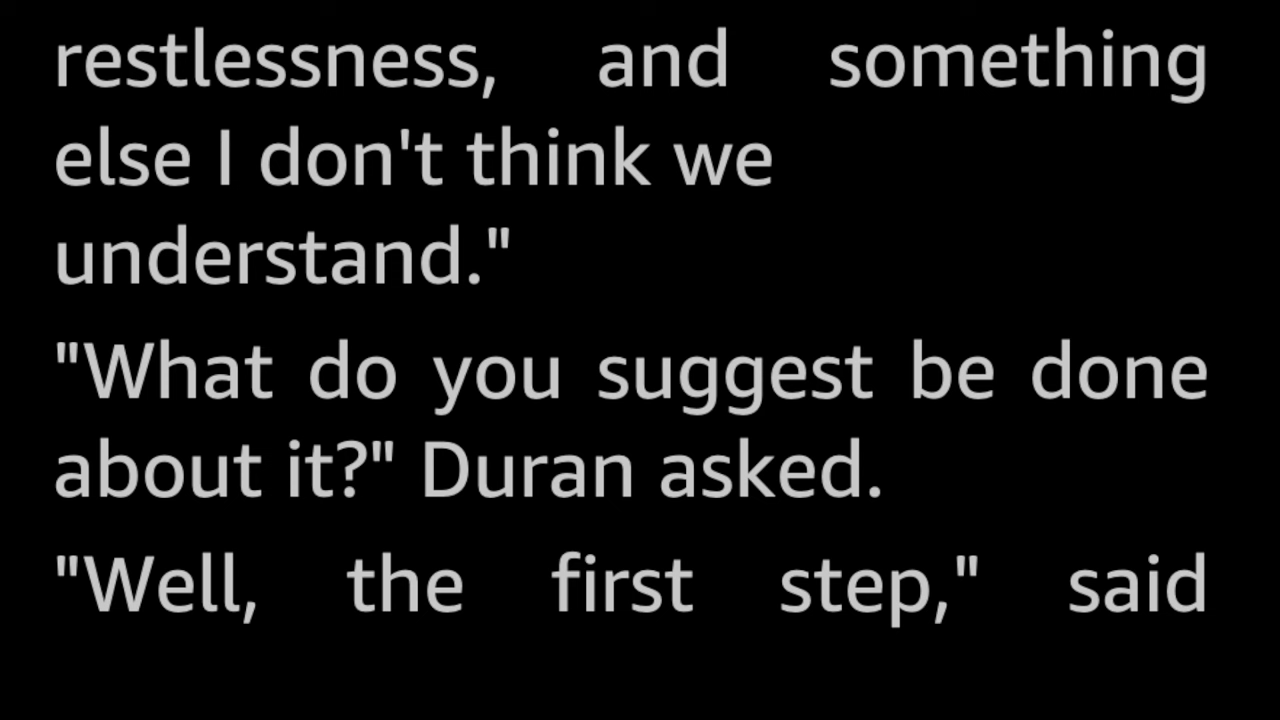 restlessness, and something
else I don't think we
understand."
"What do you suggest be done
about it?" Duran asked.
"Well, the first step," said